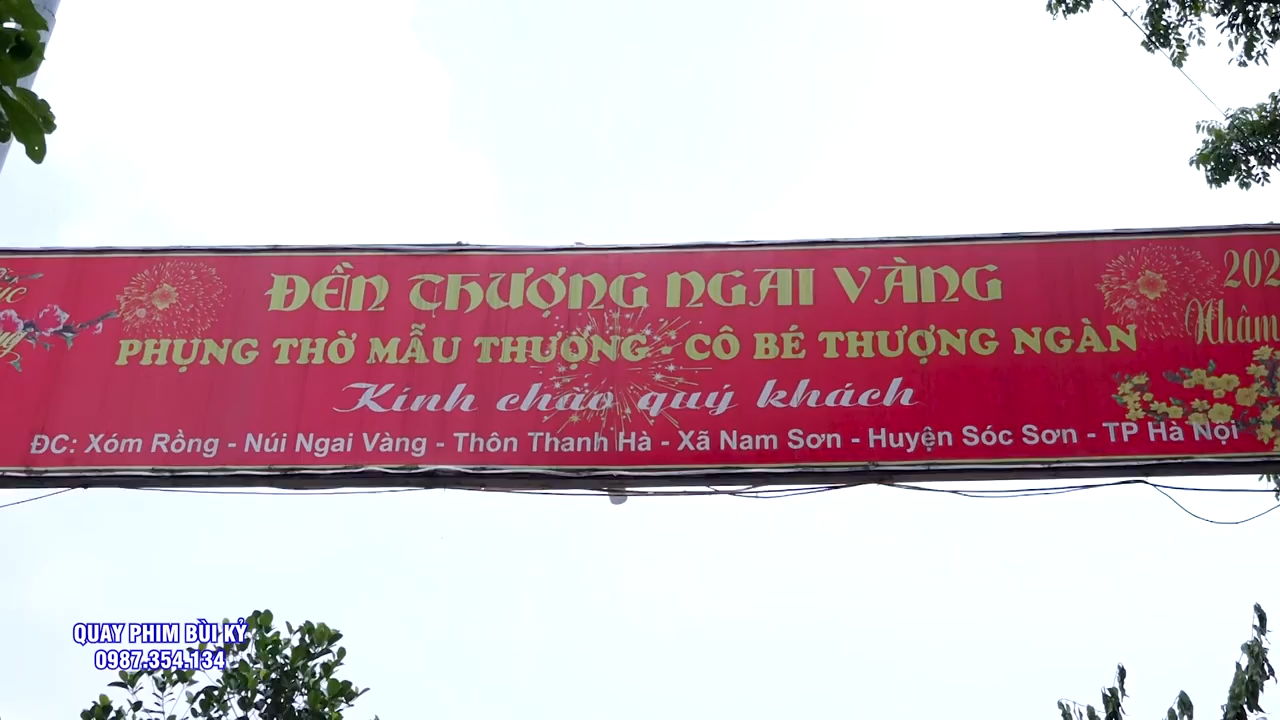 ĐỀN THƯỢNG NGAI VÀNG
PHỤNG THỜ MẪU THƯỢNG - CÔ BÉ THƯỢNG NGÀN
Kính chào quý khách
ĐC: Xóm Rồng - Núi Ngai Vàng - Thôn Thanh Hà - Xã Nam Sơn - Huyện Sóc Sơn - TP Hà Nội
202
Nhâm
QUAY PHIM BÙI KỶ
0987.354.134